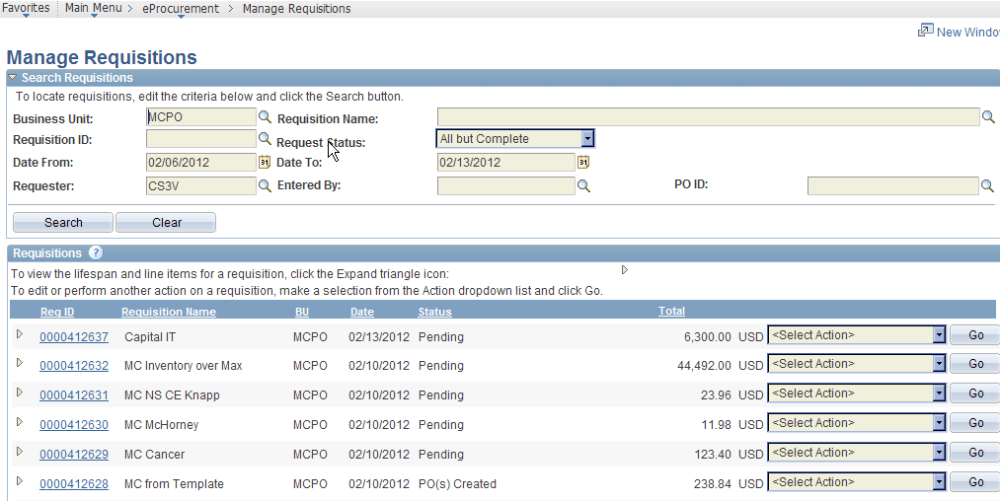 Favorites Main Menu > eProcurement > Manage Requisitions
New Windo
Manage Requisitions
Search Requisitions
To locate requisitions, edit the criteria below and click the Search button.
Business Unit: MCPO Requisition Name:
Requisition ID: Request Status: All but Complete
Date From: 02/06/2012 31 Date To: 02/13/2012 31
Requester: CS3V Entered By: PO ID:
Search Clear
Requisitions ?
To view the lifespan and line items for a requisition, click the Expand triangle icon:
To edit or perform another action on a requisition, make a selection from the Action dropdown list and click Go.
Req ID Requisition Name BU Date Status Total
0000412637 Capital IT MCPO 02/13/2012 Pending 6,300.00 USD <Select Action> Go
0000412632 MC Inventory over Max MCPO 02/10/2012 Pending 44,492.00 USD <Select Action> Go
0000412631 MC NS CE Knapp MCPO 02/10/2012 Pending 23.96 USD <Select Action> Go
0000412630 MC McHorney MCPO 02/10/2012 Pending 11.98 USD <Select Action> Go
0000412629 MC Cancer MCPO 02/10/2012 Pending 123.40 USD <Select Action> Go
0000412628 MC from Template MCPO 02/10/2012 PO(s) Created 238.84 USD <Select Action> Go